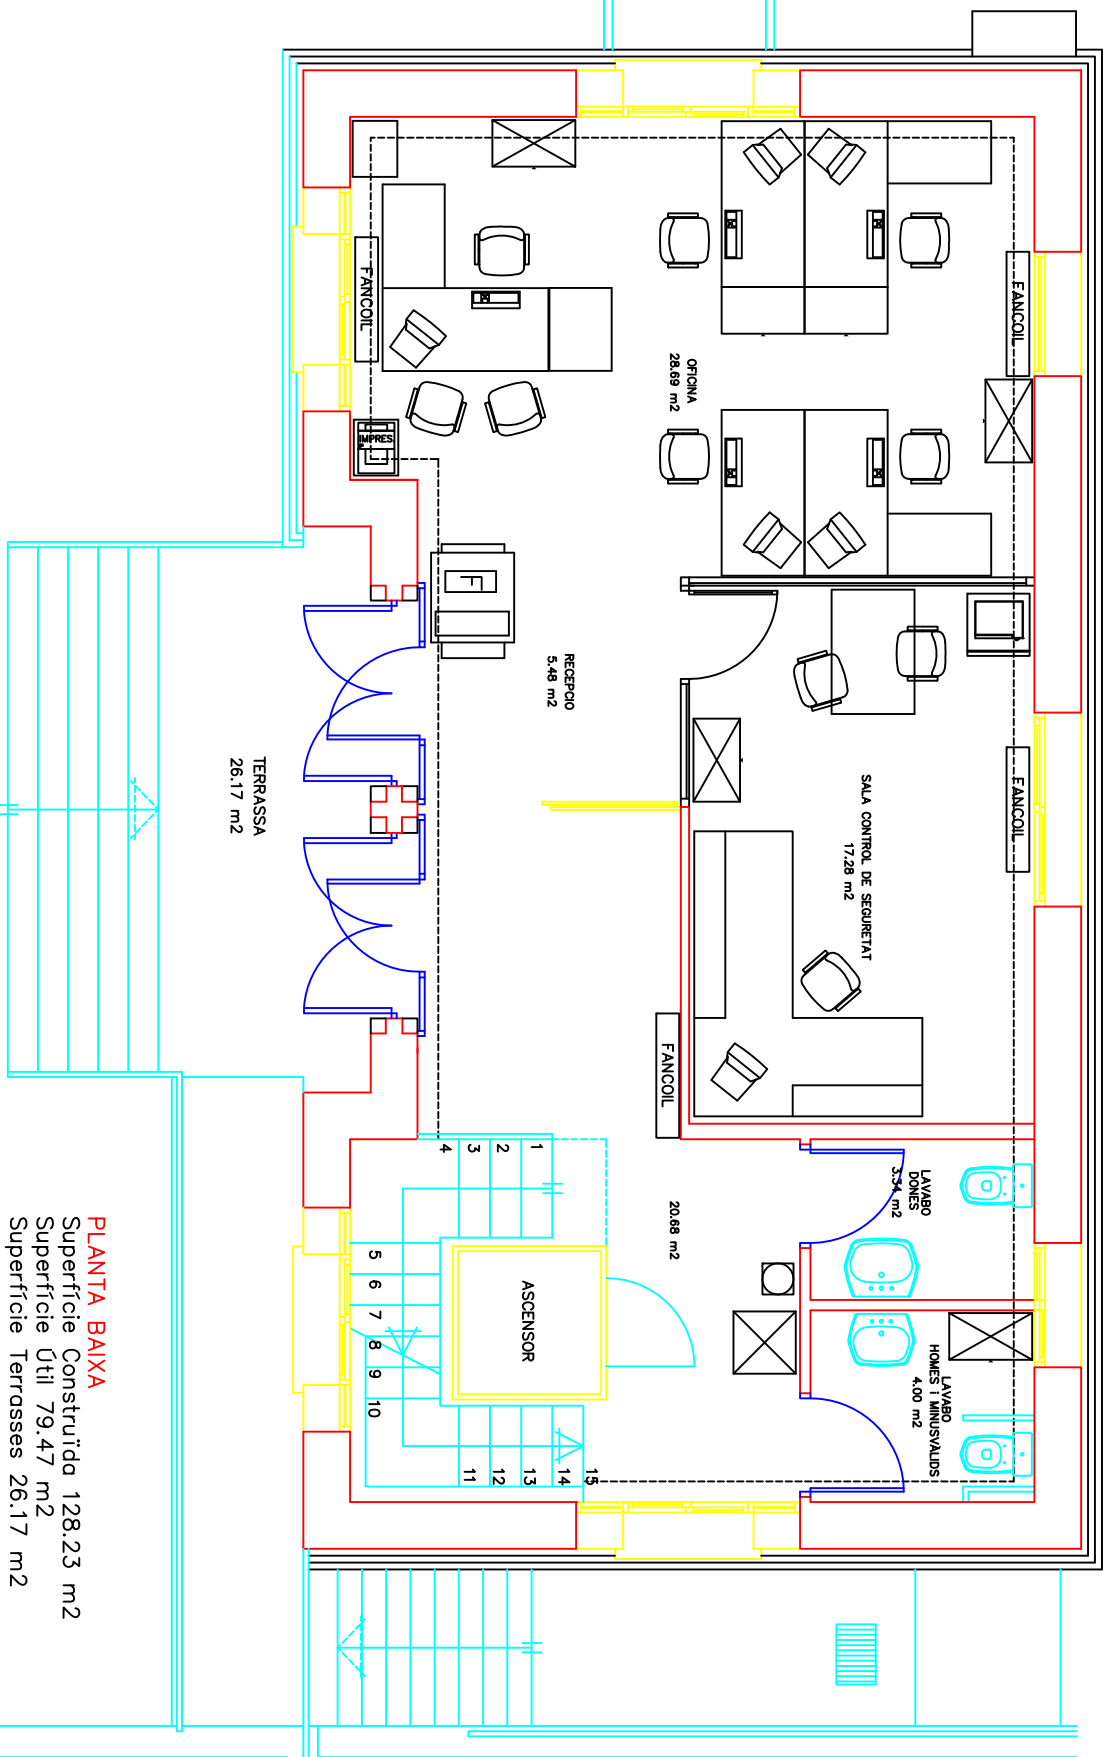 FANCOIL
OFICINA
28.69 m2
FANCOIL
IMPRES.
F
RECEPCIO
5.48 m2
SALA CONTROL DE SEGURETAT
17.28 m2
FANCOIL
FANCOIL
TERRASSA
26.17 m2
LAVABO
DONES
3.34 m2
LAVABO
HOMES I MINUSVÀLIDS
4.00 m2
20.68 m2
ASCENSOR
1
2
3
4
5
6
7
8
9
10
11
12
13
14
15
PLANTA BAIXA
Superfície Construïda 128.23 m2
Superfície Útil 79.47 m2
Superfície Terrasses 26.17 m2